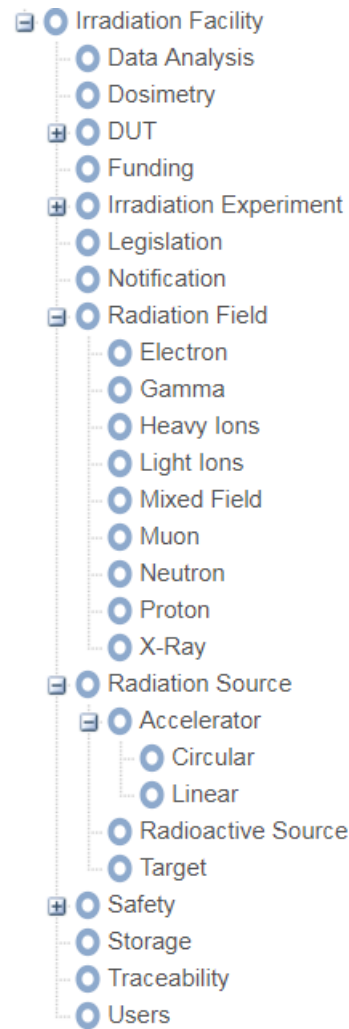 Irradiation Facility
Data Analysis
Dosimetry
DUT
Funding
Irradiation Experiment
Legislation
Notification
Radiation Field
Electron
Gamma
Heavy Ions
Light Ions
Mixed Field
Muon
Neutron
Proton
X-Ray
Radiation Source
Accelerator
Circular
Linear
Radioactive Source
Target
Safety
Storage
Traceability
Users